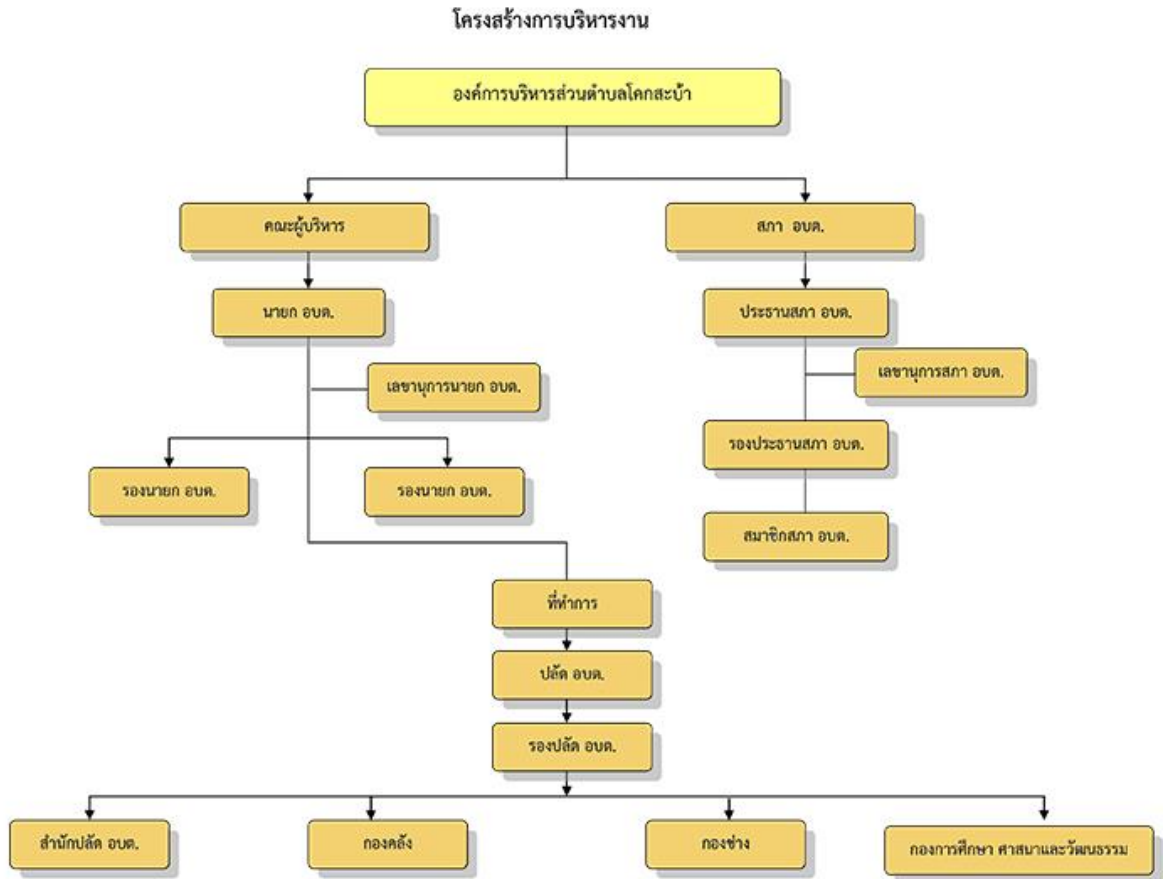 โครงสร้างการบริหารงาน
องค์การบริหารส่วนตำบลโคกสะบ้า
คณะผู้บริหาร
สภา อบต.
นายก อบต.
ประธานสภา อบต.
เลขานุการนายก อบต.
เลขานุการสภา อบต.
รองนายก อบต.
รองนายก อบต.
รองประธานสภา อบต.
สมาชิกสภา อบต.
ที่ทำการ
ปลัด อบต.
รองปลัด อบต.
สำนักปลัด อบต.
กองคลัง
กองช่าง
กองการศึกษา ศาสนาและวัฒนธรรม